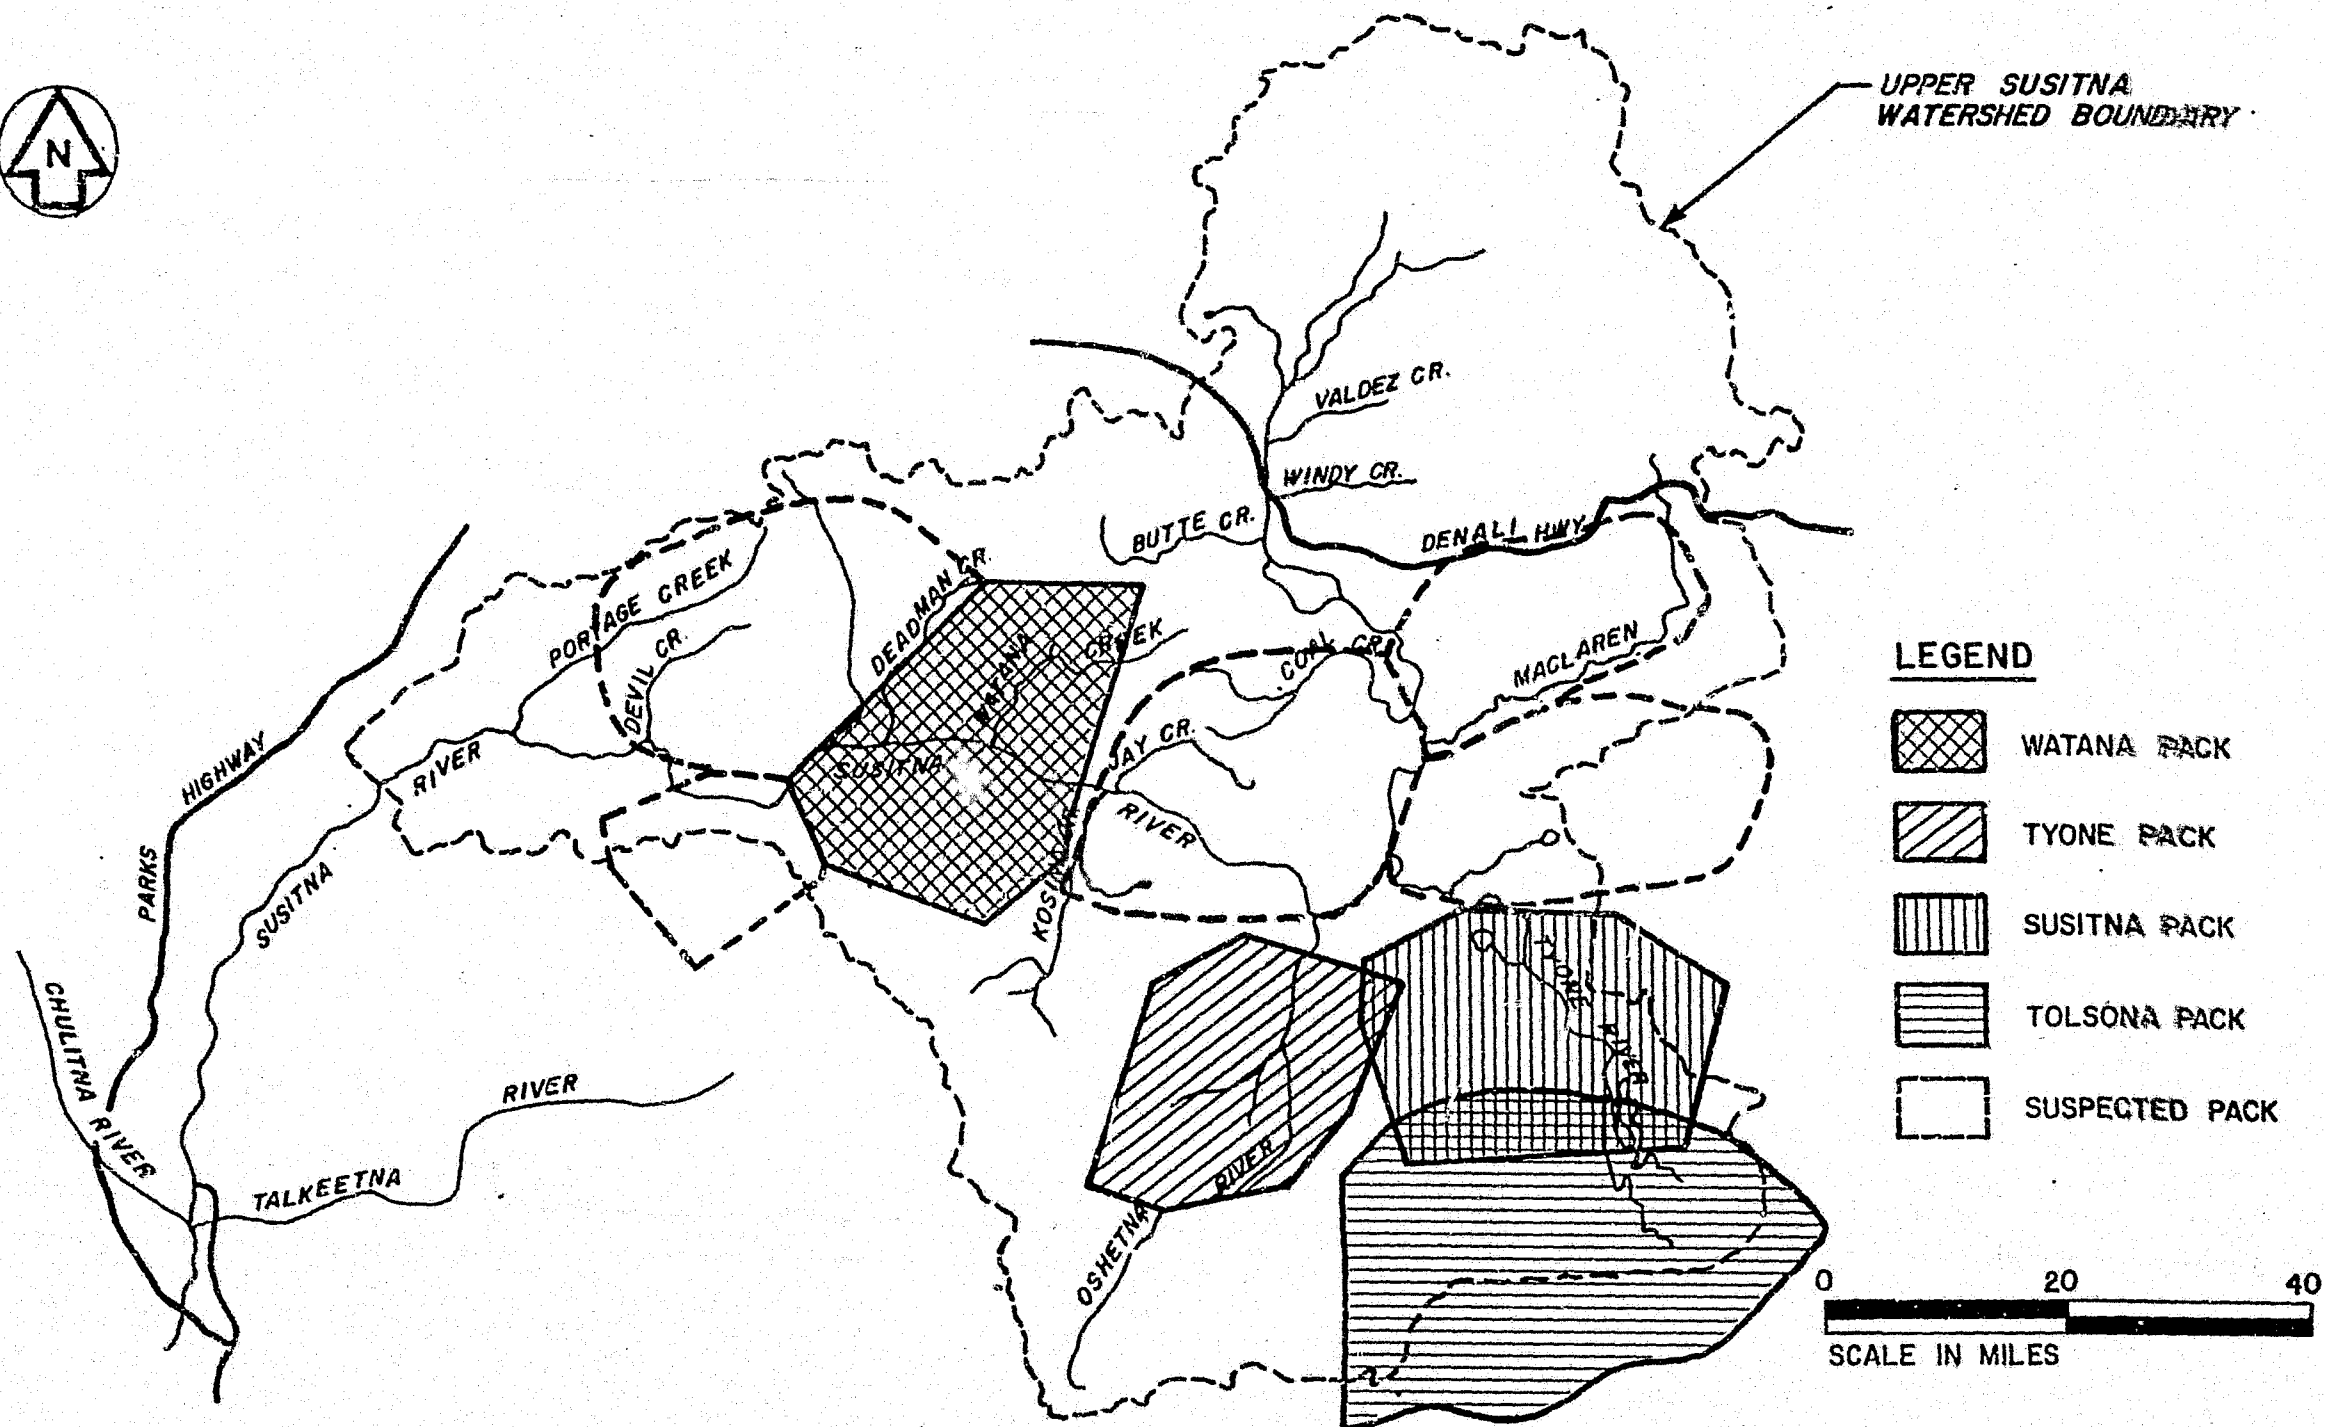 UPPER SUSITNA
WATERSHED BOUNDARY
N
VALDEZ CR.
WINDY CR.
BUTTE CR.
DENALI HWY.
DEADMAN CR.
PORTAGE CREEK
DEVIL CR.
WATANA CREEK
COAL CR.
MACLAREN
JAY CR.
SUSITNA
RIVER
RIVER
HIGHWAY
PARKS
SUSITNA
KOSINA CR.
TYONE RIVER
CHULITNA RIVER
RIVER
TALKEETNA
RIVER
OSHETNA
LEGEND
WATANA PACK
TYONE PACK
SUSITNA PACK
TOLSONA PACK
SUSPECTED PACK
0 20 40
SCALE IN MILES